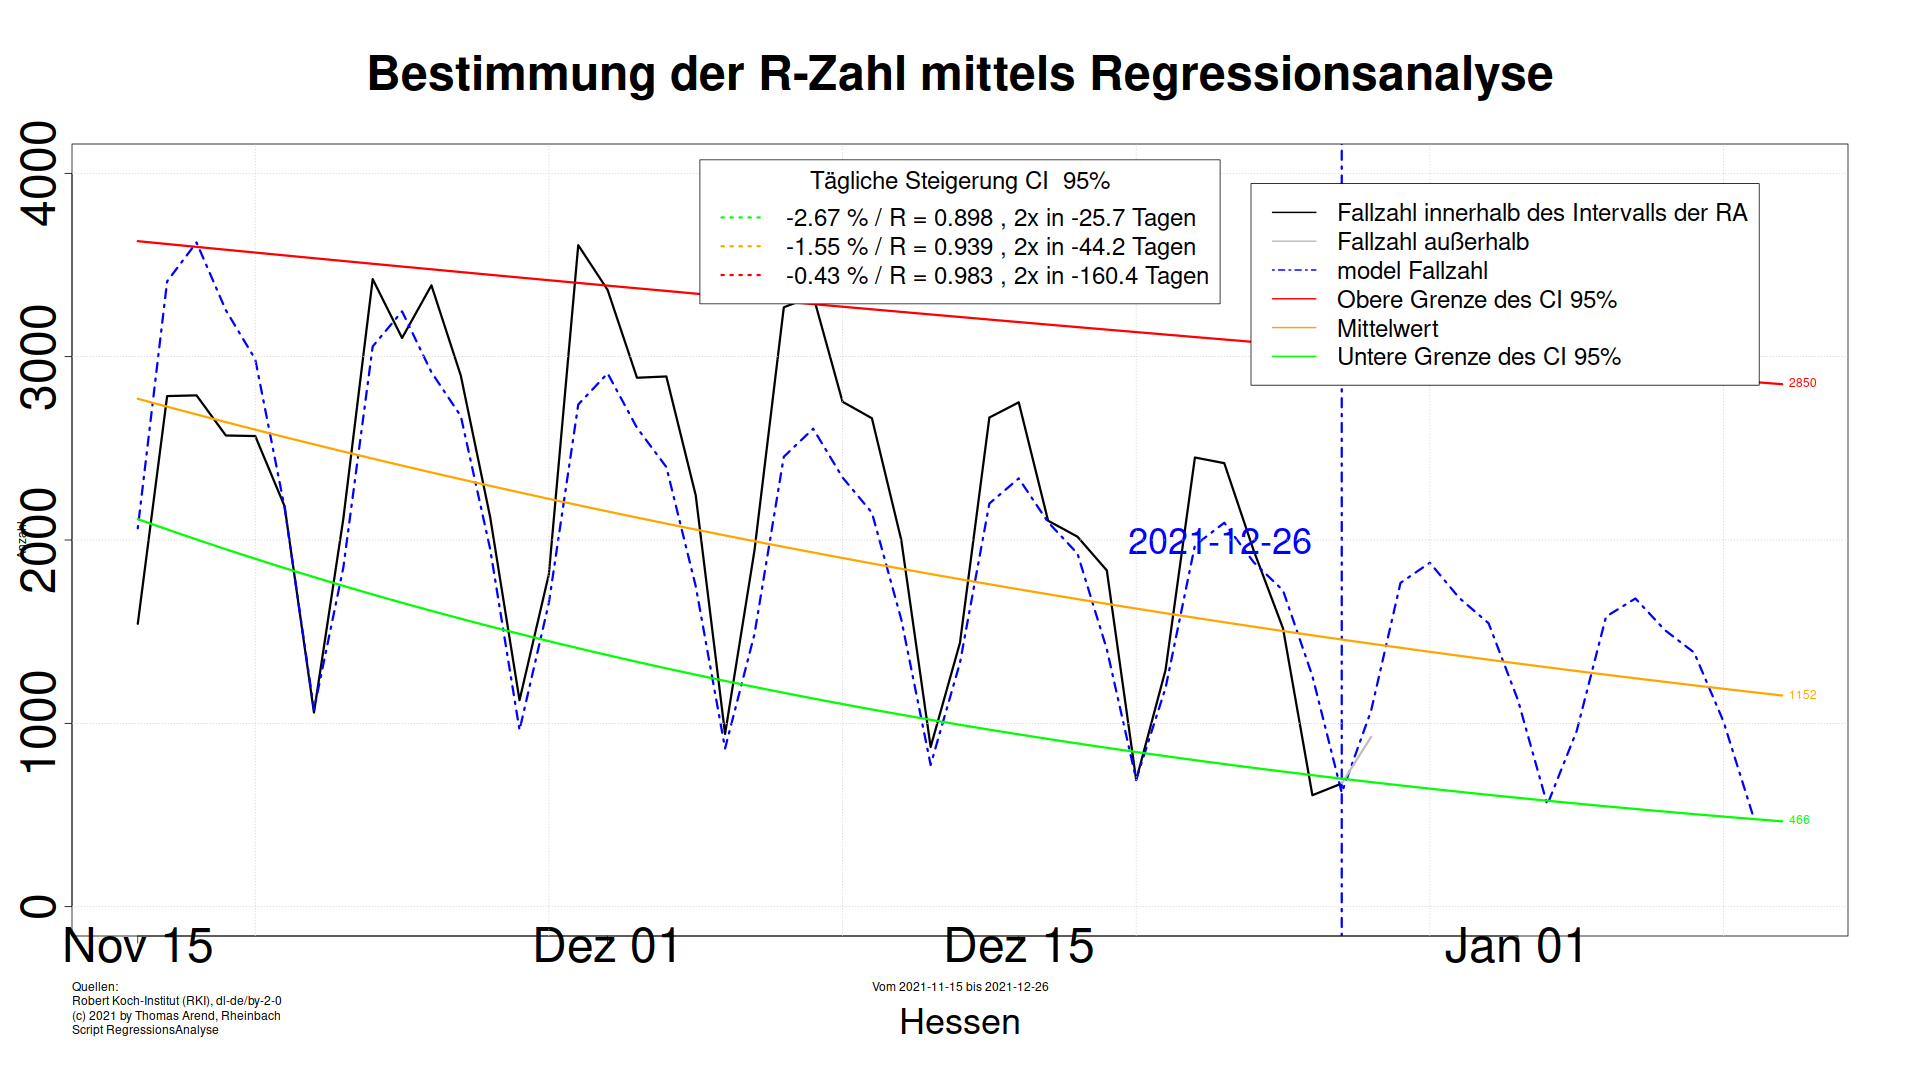 Bestimmung der R-Zahl mittels Regressionsanalyse
4000
3000
2000
1000
0
Anzahl
Tägliche Steigerung CI  95%
-2.67 % / R = 0.898 , 2x in -25.7 Tagen
-1.55 % / R = 0.939 , 2x in -44.2 Tagen
-0.43 % / R = 0.983 , 2x in -160.4 Tagen
Fallzahl innerhalb des Intervalls der RA
Fallzahl außerhalb
model Fallzahl
Obere Grenze des CI 95%
Mittelwert
Untere Grenze des CI 95%
2850
2021-12-26
1152
466
Nov 15
Dez 01
Dez 15
Jan 01
Quellen:
Robert Koch-Institut (RKI), dl-de/by-2-0
(c) 2021 by Thomas Arend, Rheinbach
Script RegressionsAnalyse
Vom 2021-11-15 bis 2021-12-26
Hessen